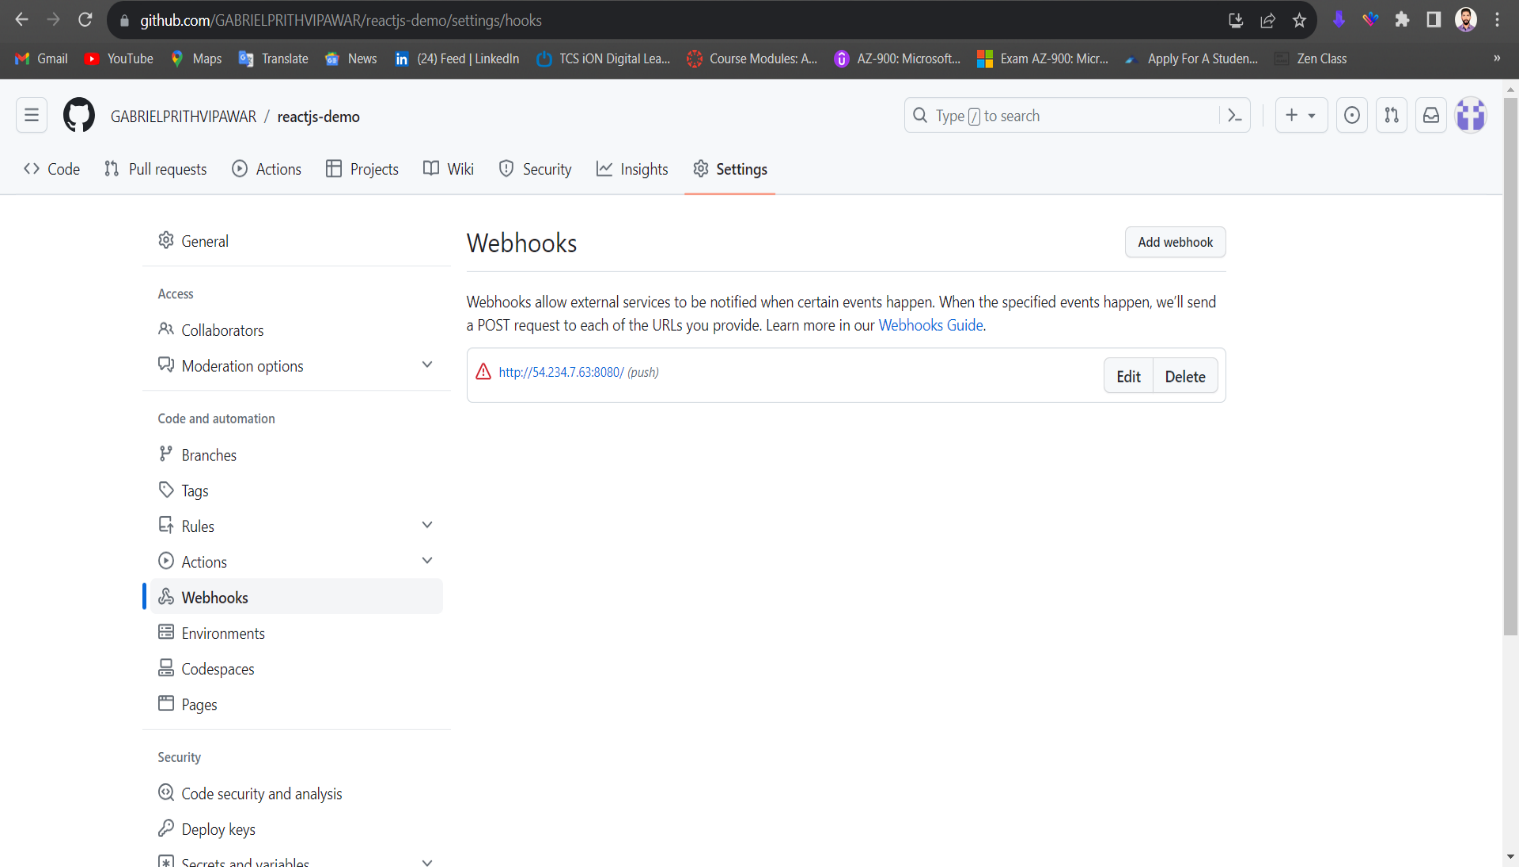 github.com/GABRIELPRITHVIPAWAR/reactjs-demo/settings/hooks
Gmail YouTube Maps Translate News (24) Feed | LinkedIn TCS iON Digital Lea... Course Modules: A... AZ-900: Microsoft... Exam AZ-900: Micr... Apply For A Studen... Zen Class »
GABRIELPRITHVIPAWAR / reactjs-demo
Type / to search
Code Pull requests Actions Projects Wiki Security Insights Settings
General
Access
Collaborators
Moderation options
Code and automation
Branches
Tags
Rules
Actions
Webhooks
Environments
Codespaces
Pages
Security
Code security and analysis
Deploy keys
Secrets and variables
Webhooks
Add webhook
Webhooks allow external services to be notified when certain events happen. When the specified events happen, we'll send
a POST request to each of the URLs you provide. Learn more in our Webhooks Guide.
http://54.234.7.63:8080/ (push)
Edit Delete